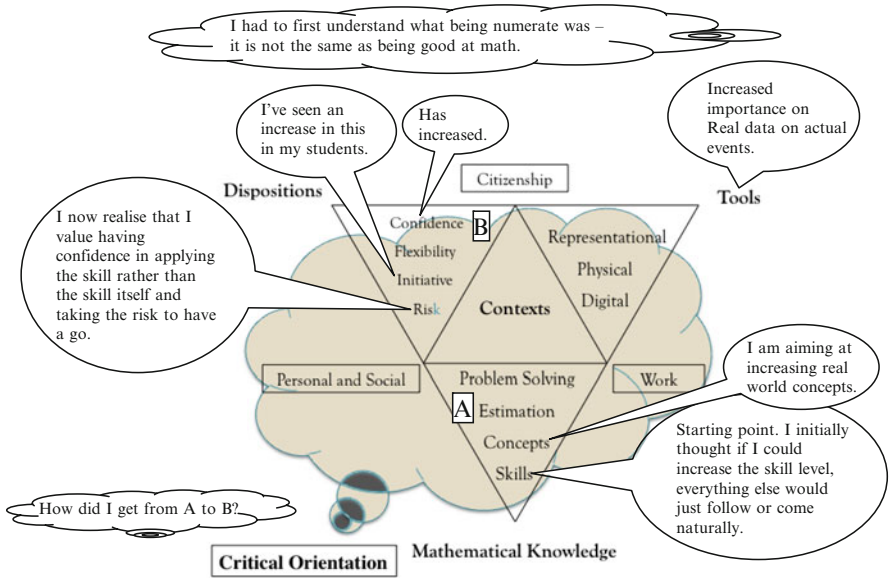 I had to first understand what being numerate was –
it is not the same as being good at math.
I've seen an
increase in this
in my students.
Has
increased.
Increased
importance on
Real data on actual
events.
Dispositions
Citizenship
Tools
I now realise that I
value having
confidence in applying
the skill rather than
the skill itself and
taking the risk to have
a go.
Confidence
B
Flexibility
Initiative
Risk
Representational
Physical
Digital
Contexts
Personal and Social
Problem Solving
Work
A
Estimation
Concepts
Skills
I am aiming at
increasing real
world concepts.
Starting point. I initially
thought if I could
increase the skill level,
everything else would
just follow or come
naturally.
How did I get from A to B?
Critical Orientation
Mathematical Knowledge